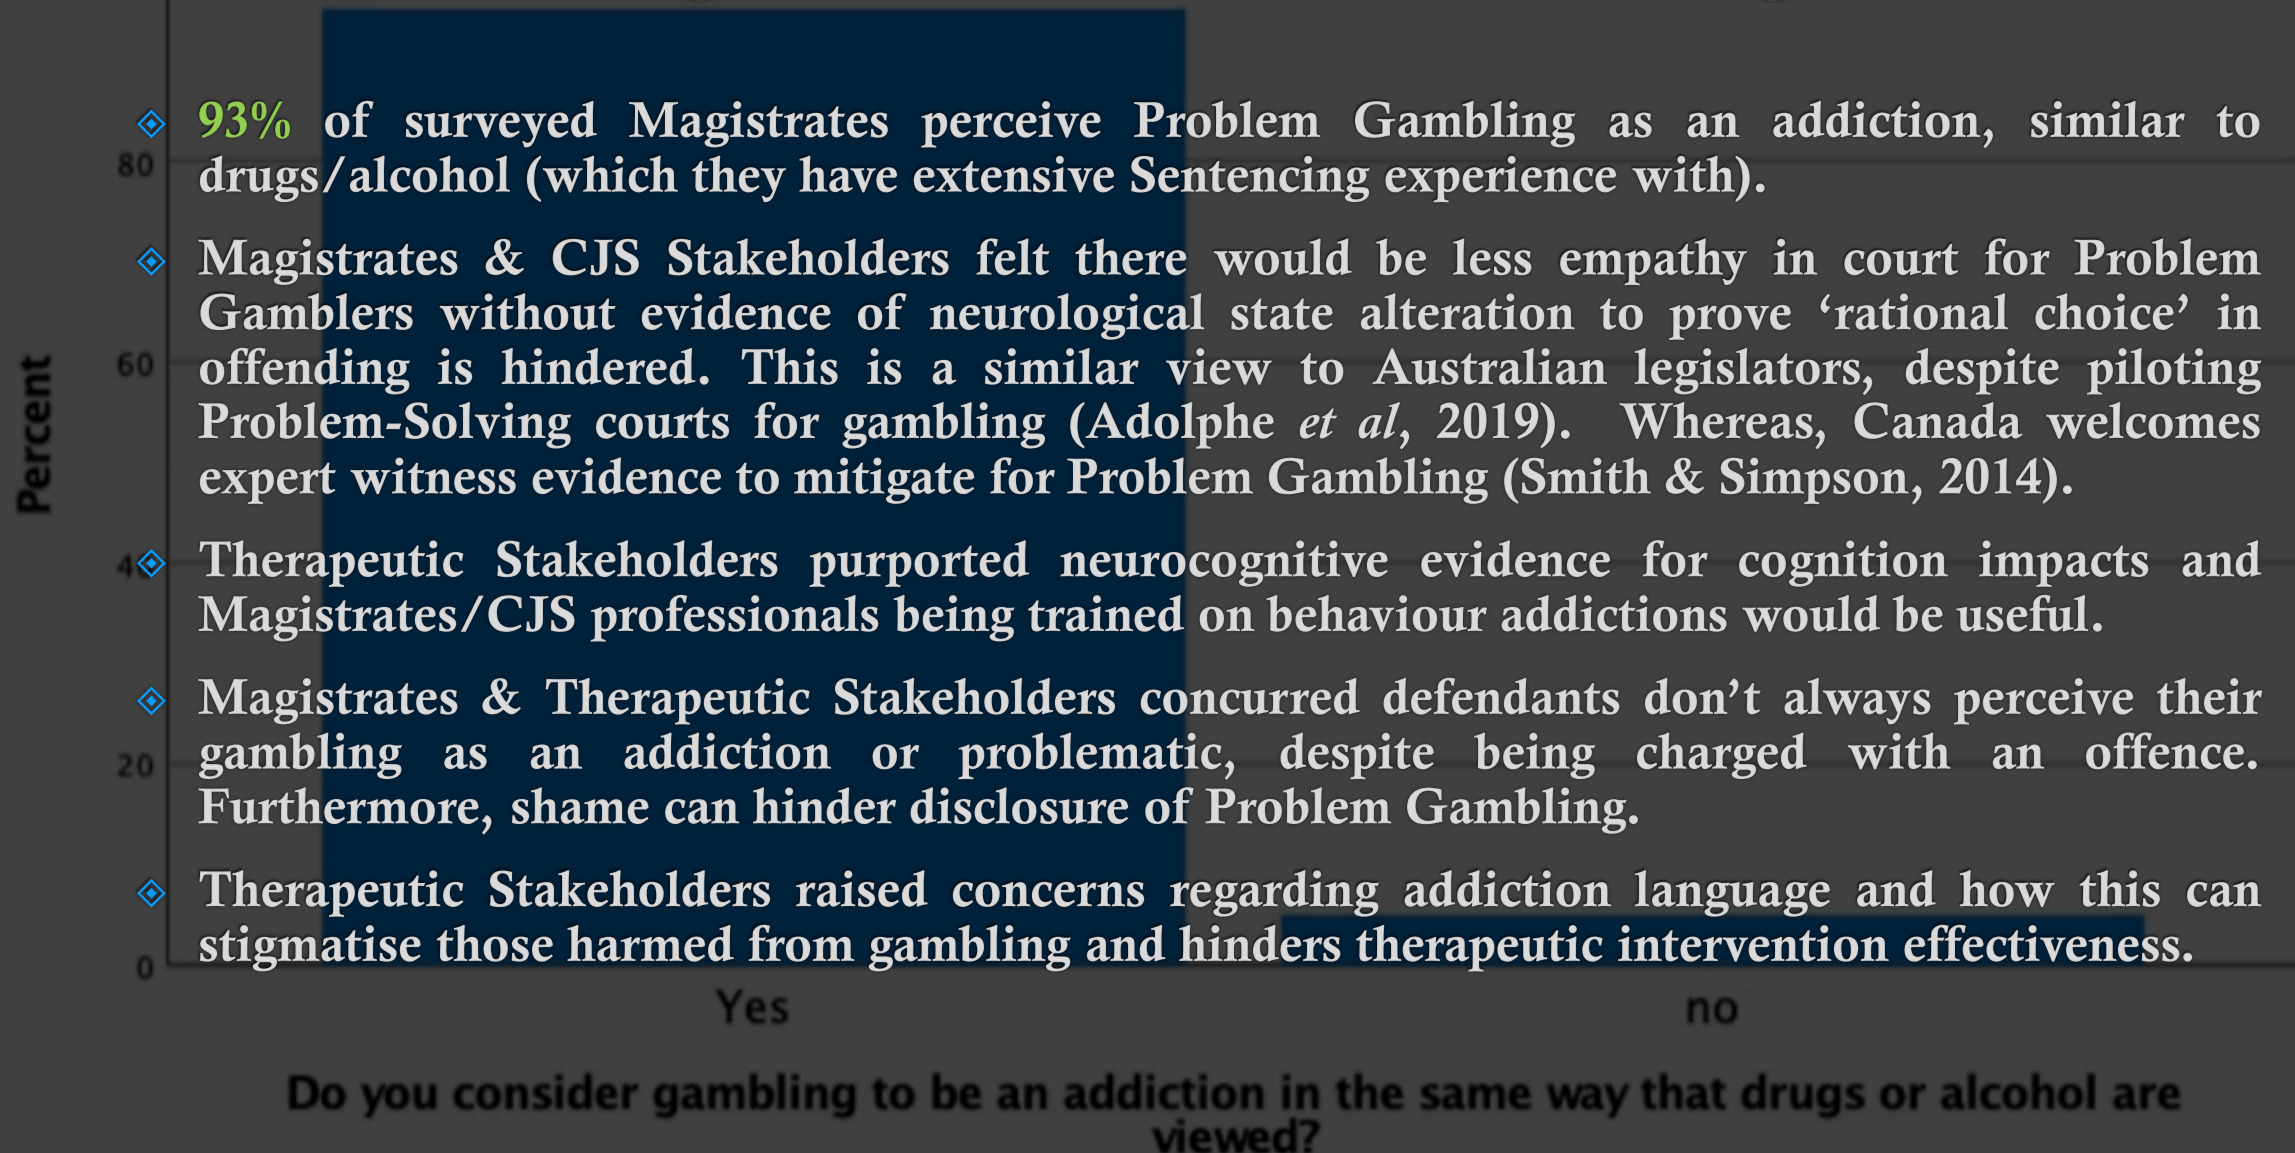 93% of surveyed Magistrates perceive Problem Gambling as an addiction, similar to
80
drugs/alcohol (which they have extensive Sentencing experience with).
Magistrates & CJS Stakeholders felt there would be less empathy in court for Problem
Gamblers without evidence of neurological state alteration to prove ‘rational choice’ in
60
offending is hindered. This is a similar view to Australian legislators, despite piloting
Percent
Problem-Solving courts for gambling (Adolphe et al, 2019). Whereas, Canada welcomes
expert witness evidence to mitigate for Problem Gambling (Smith & Simpson, 2014).
4
Therapeutic Stakeholders purported neurocognitive evidence for cognition impacts and
Magistrates/CJS professionals being trained on behaviour addictions would be useful.
Magistrates & Therapeutic Stakeholders concurred defendants don’t always perceive their
20
gambling as an addiction or problematic, despite being charged with an offence.
Furthermore, shame can hinder disclosure of Problem Gambling.
Therapeutic Stakeholders raised concerns regarding addiction language and how this can
stigmatise those harmed from gambling and hinders therapeutic intervention effectiveness.
0
Yes no
Do you consider gambling to be an addiction in the same way that drugs or alcohol are
viewed?